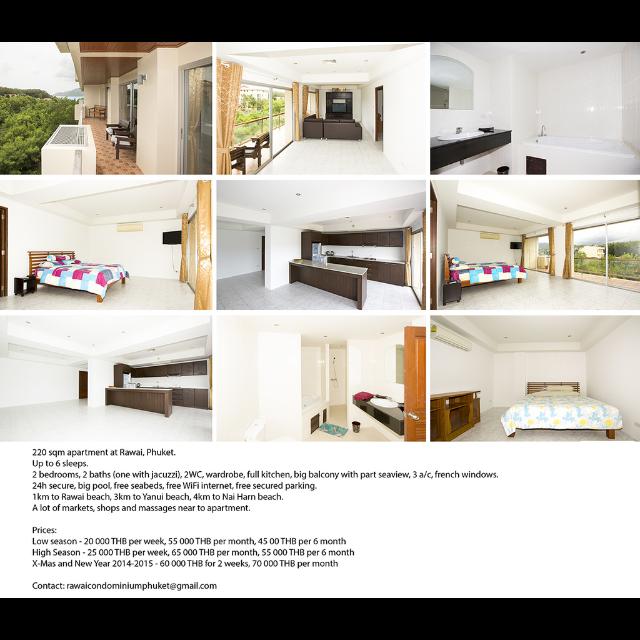 220 sqm apartment at Rawai, Phuket.
Up to 6 sleeps.
2 bedrooms, 2 baths (one with jacuzzi), 2WC, wardrobe, full kitchen, big balcony with part seaview, 3 a/c, french windows.
24h secure, big pool, free seabeds, free WiFi internet, free secured parking.
1km to Rawai beach, 3km to Yanui beach, 4km to Nai Harn beach.
A lot of markets, shops and massages near to apartment.
Prices:
Low season - 20 000 THB per week, 55 000 THB per month, 45 00 THB per 6 month
High Season - 25 000 THB per week, 65 000 THB per month, 55 000 THB per 6 month
X-Mas and New Year 2014-2015 - 60 000 THB for 2 weeks, 70 000 THB per month
Contact: rawaicondominiumphuket@gmail.com